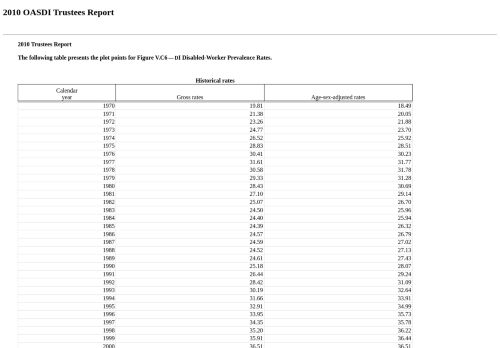 2010 OASDI Trustees Report
2010 Trustees Report
The following table presents the plot points for Figure V.C6—DI Disabled-Worker Prevalence Rates.
Historical rates
Calendar
year Gross rates Age-sex-adjusted rates
1970 19.81 18.49
1971 21.38 20.05
1972 23.26 21.88
1973 24.77 23.70
1974 26.52 25.92
1975 28.83 28.51
1976 30.41 30.23
1977 31.61 31.77
1978 30.58 31.78
1979 29.33 31.28
1980 28.43 30.69
1981 27.10 29.14
1982 25.07 26.70
1983 24.50 25.96
1984 24.40 25.94
1985 24.39 26.32
1986 24.57 26.79
1987 24.59 27.02
1988 24.52 27.13
1989 24.61 27.43
1990 25.18 28.07
1991 26.44 29.24
1992 28.42 31.09
1993 30.19 32.64
1994 31.66 33.91
1995 32.91 34.99
1996 33.95 35.73
1997 34.35 35.78
1998 35.20 36.22
1999 35.91 36.44
2000 36.51 36.51